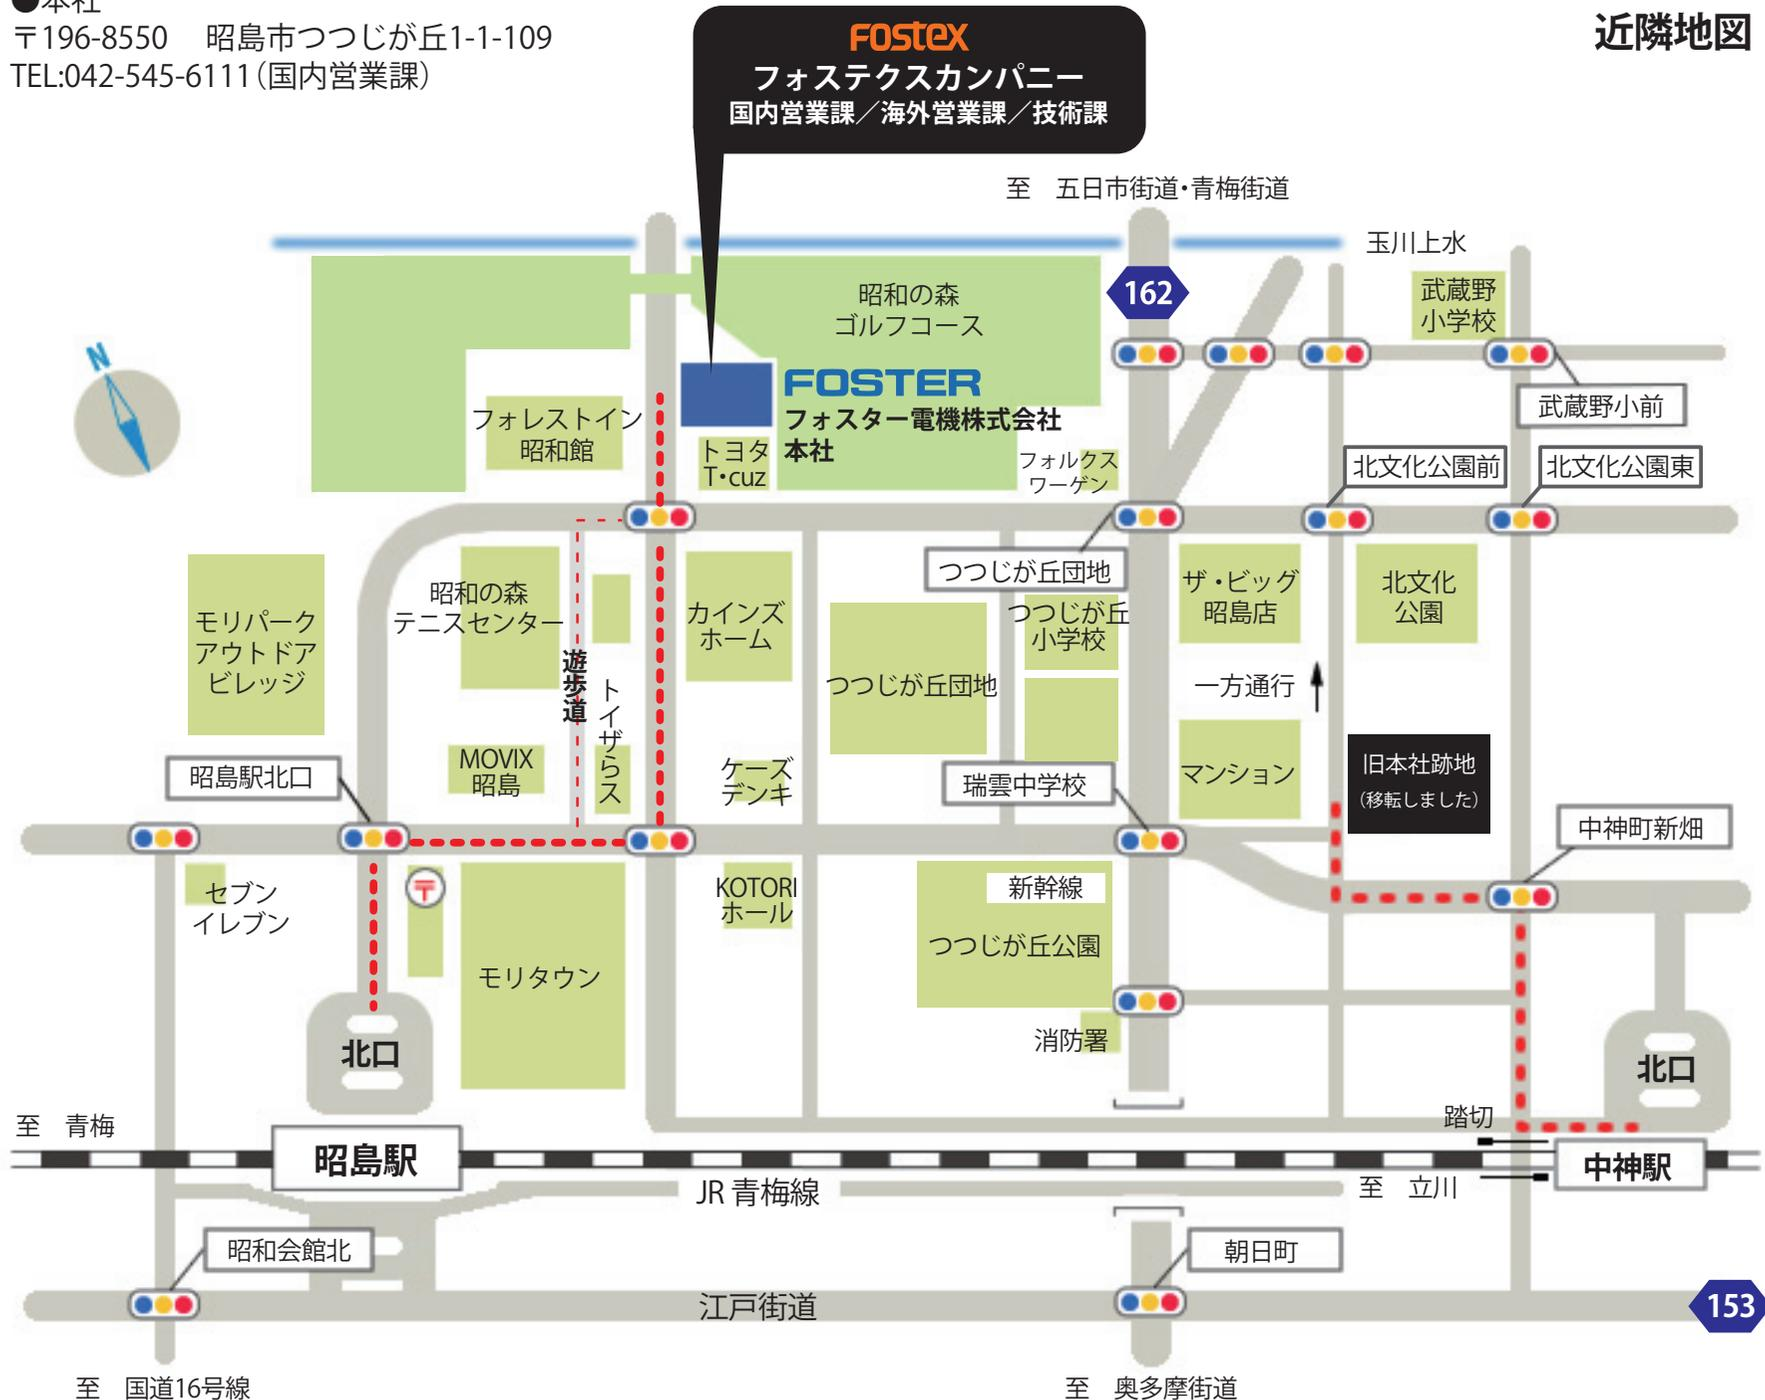 ●本社
〒196-8550　昭島市つつじが丘1-1-109
TEL:042-545-6111（国内営業課）
近隣地図
FOSTEX
フォステクスカンパニー
国内営業課／海外営業課／技術課
至　五日市街道・青梅街道
玉川上水
162
昭和の森
ゴルフコース
武蔵野
小学校
N
FOSTER
フォスター電機株式会社
本社
武蔵野小前
フォレストイン
昭和館
トヨタ
T・cuz
フォルクス
ワーゲン
北文化公園前
北文化公園東
つつじが丘団地
モリパーク
アウトドア
ビレッジ
昭和の森
テニスセンター
遊歩道
トイザらス
カインズ
ホーム
つつじが丘団地
つつじが丘
小学校
ザ・ビッグ
昭島店
北文化
公園
一方通行
昭島駅北口
MOVIX
昭島
ケーズ
デンキ
瑞雲中学校
マンション
旧本社跡地
（移転しました）
中神町新畑
セブン
イレブン
〒
モリタウン
KOTORI
ホール
新幹線
つつじが丘公園
消防署
北口
北口
至　青梅
昭島駅
JR 青梅線
踏切
至　立川
中神駅
昭和会館北
朝日町
江戸街道
153
至　国道16号線
至　奥多摩街道